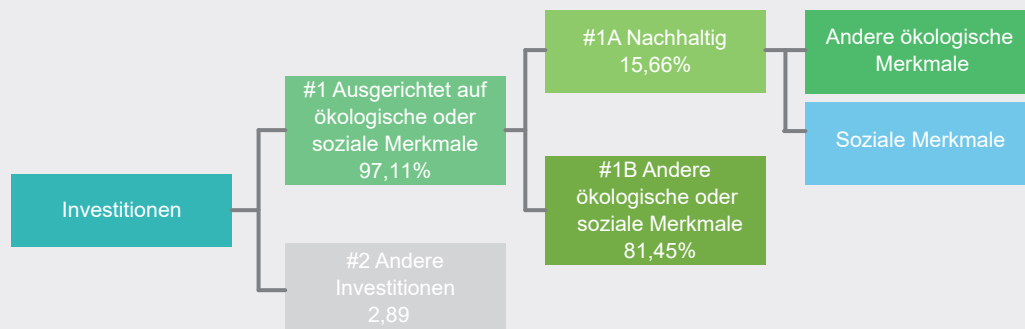 Investitionen
#1 Ausgerichtet auf
ökologische oder
soziale Merkmale
97,11%
#2 Andere
Investitionen
2,89
#1A Nachhaltig
15,66%
#1B Andere
ökologische oder
soziale Merkmale
81,45%
Andere ökologische
Merkmale
Soziale Merkmale